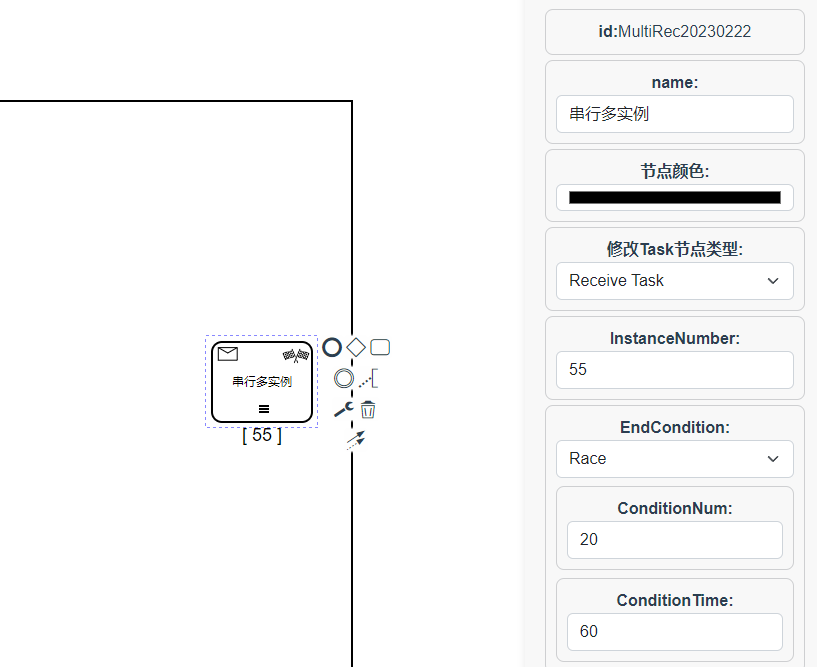 串行多实例
[ 55 ]
id:MultiRec20230222
name:
串行多实例
节点颜色:
修改Task节点类型:
Receive Task
InstanceNumber:
55
EndCondition:
Race
ConditionNum:
20
ConditionTime:
60